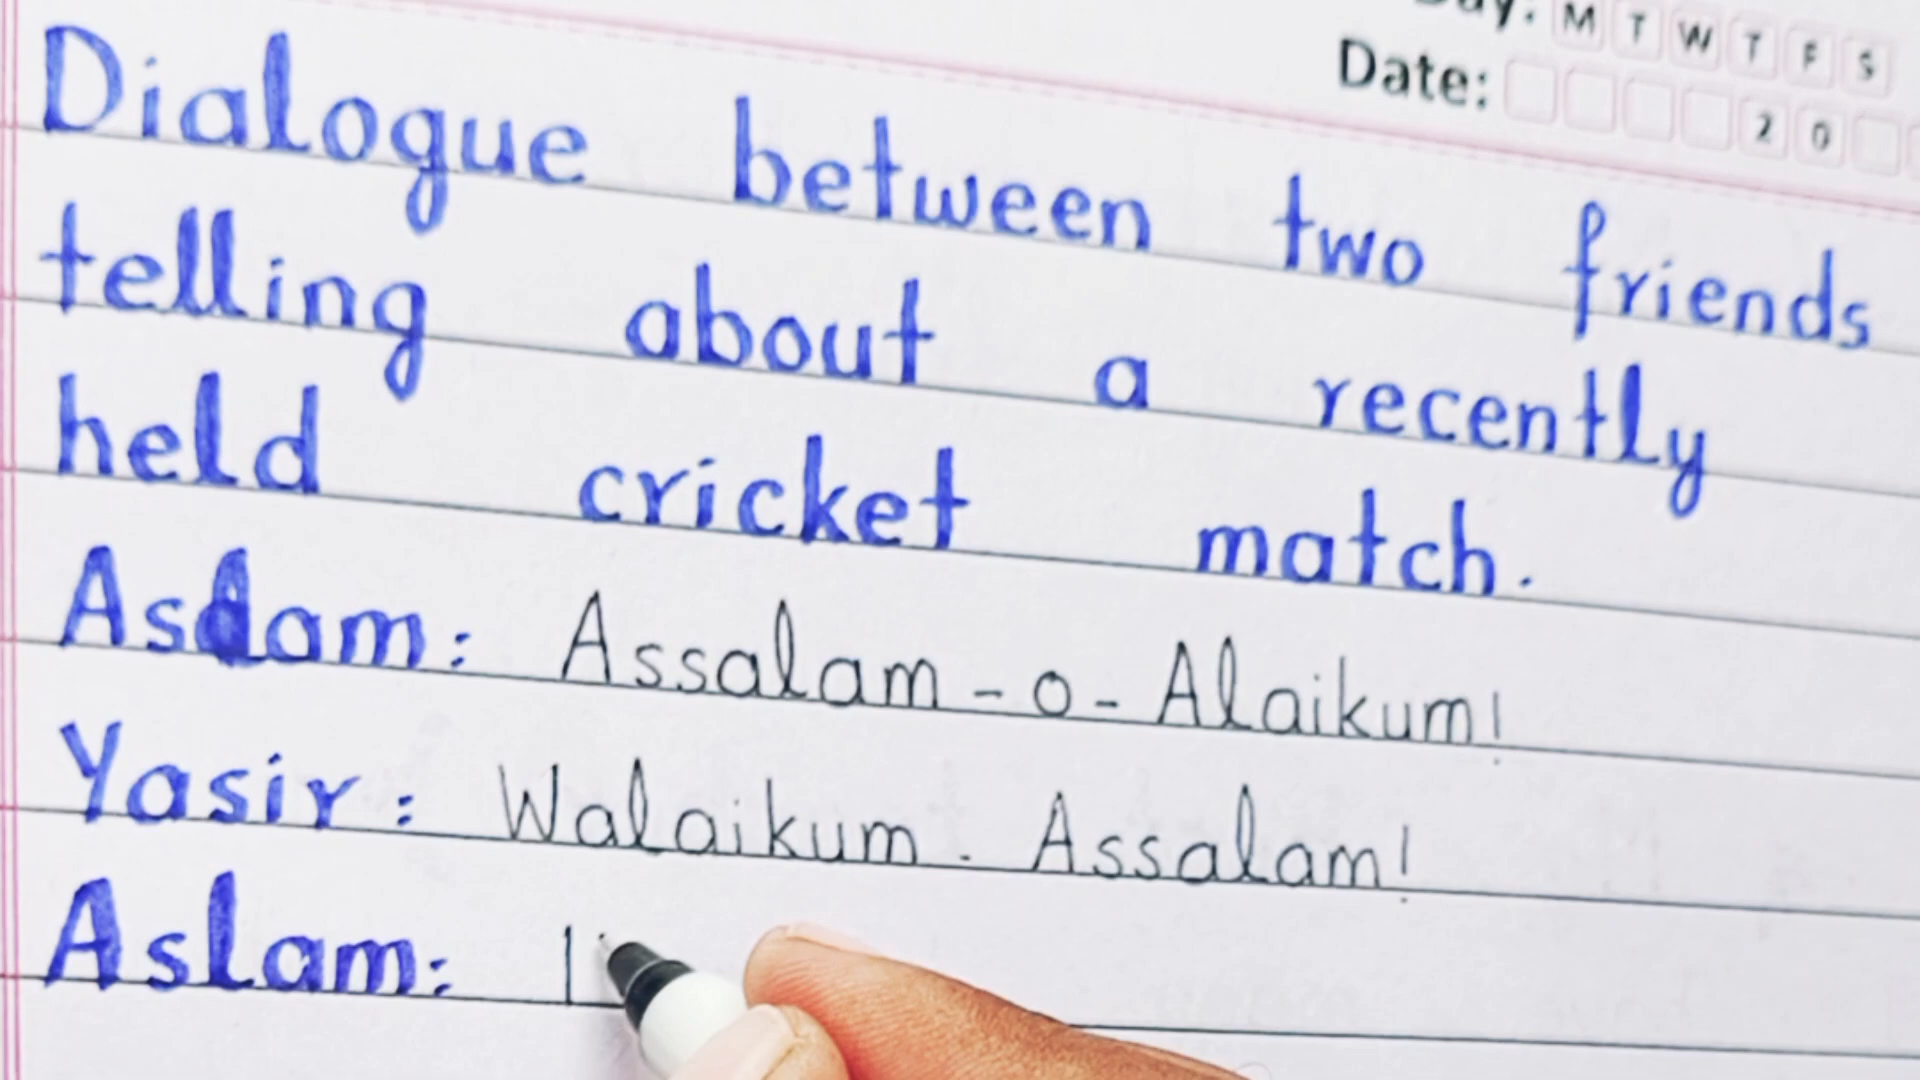 Day: M T W T F S
Date: 2 0
Dialogue between two friends
telling about a recently
held cricket match.
Aslam: Assalam-o-Alaikum!
Yasir: Walaikum. Assalam!
Aslam: